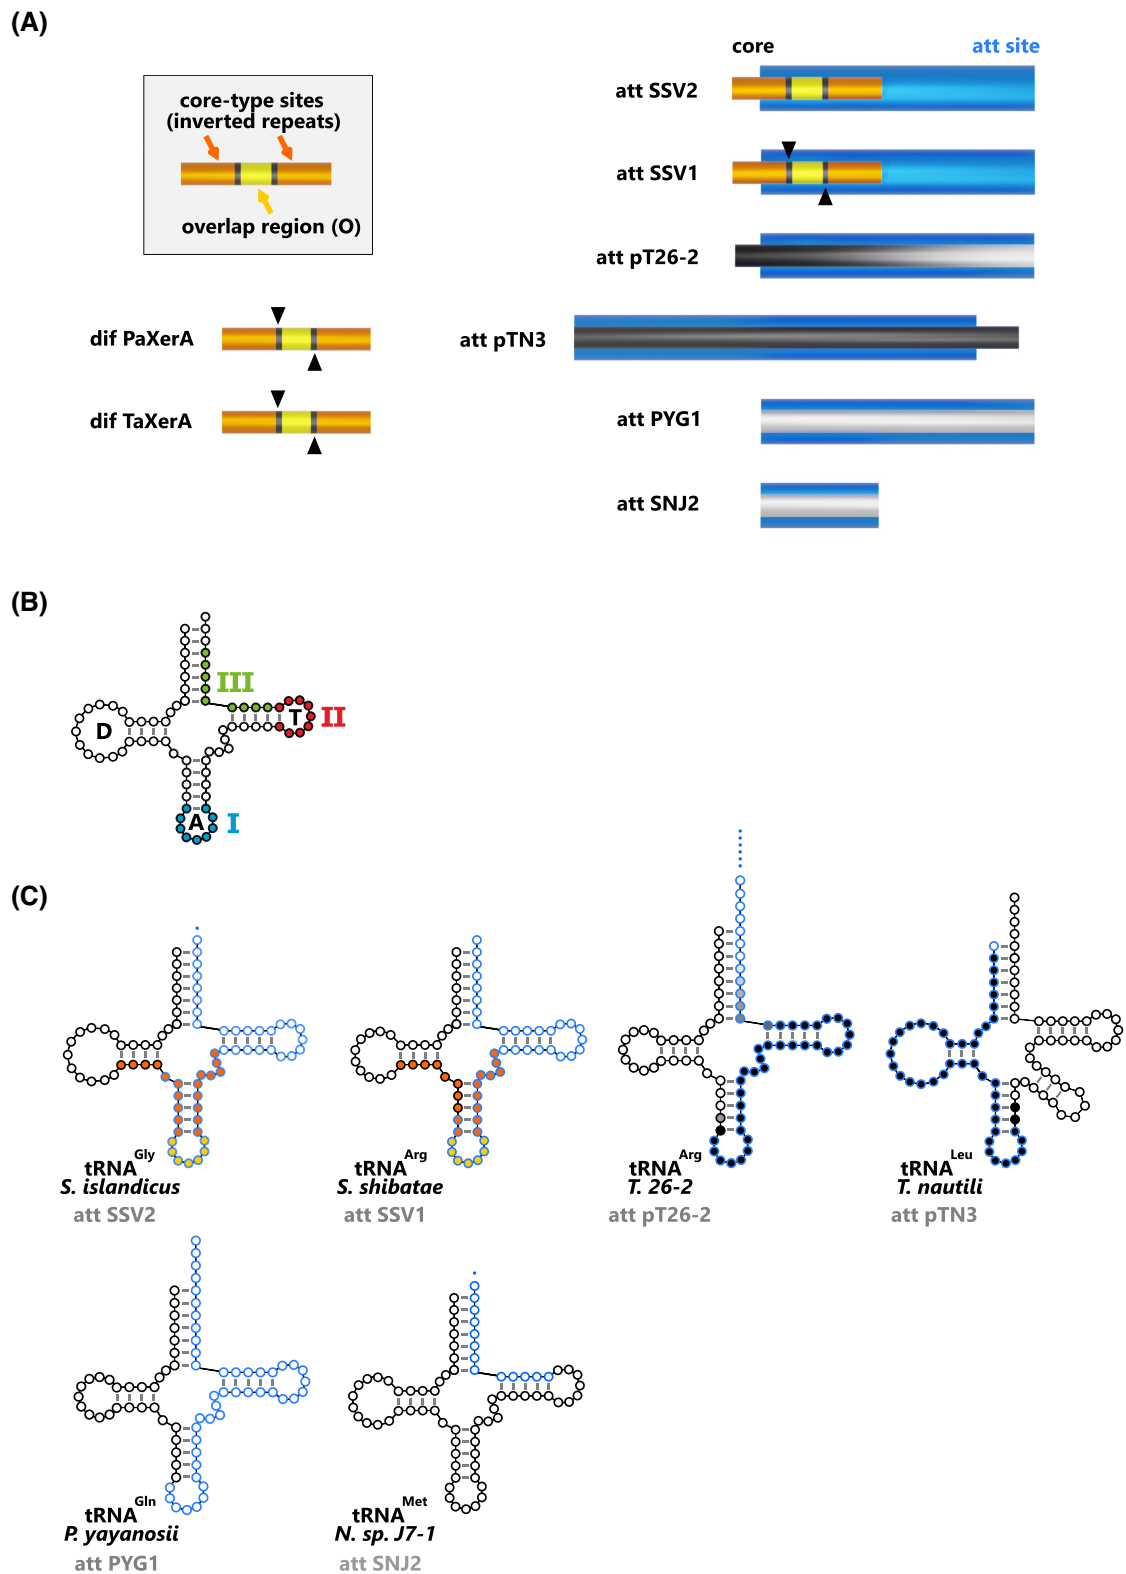 (A)
core
att site
core-type sites
(inverted repeats)
overlap region (O)
att SSV2
att SSV1
att pT26-2
dif PaXerA
att pTN3
dif TaXerA
att PYG1
att SNJ2
(B)
III
D
T
II
A
I
(C)
tRNA Gly
S. islandicus
att SSV2
tRNA Arg
S. shibatae
att SSV1
tRNA Arg
T. 26-2
att pT26-2
tRNA Leu
T. nautili
att pTN3
tRNA Gln
P. yayanosii
att PYG1
tRNA Met
N. sp. J7-1
att SNJ2